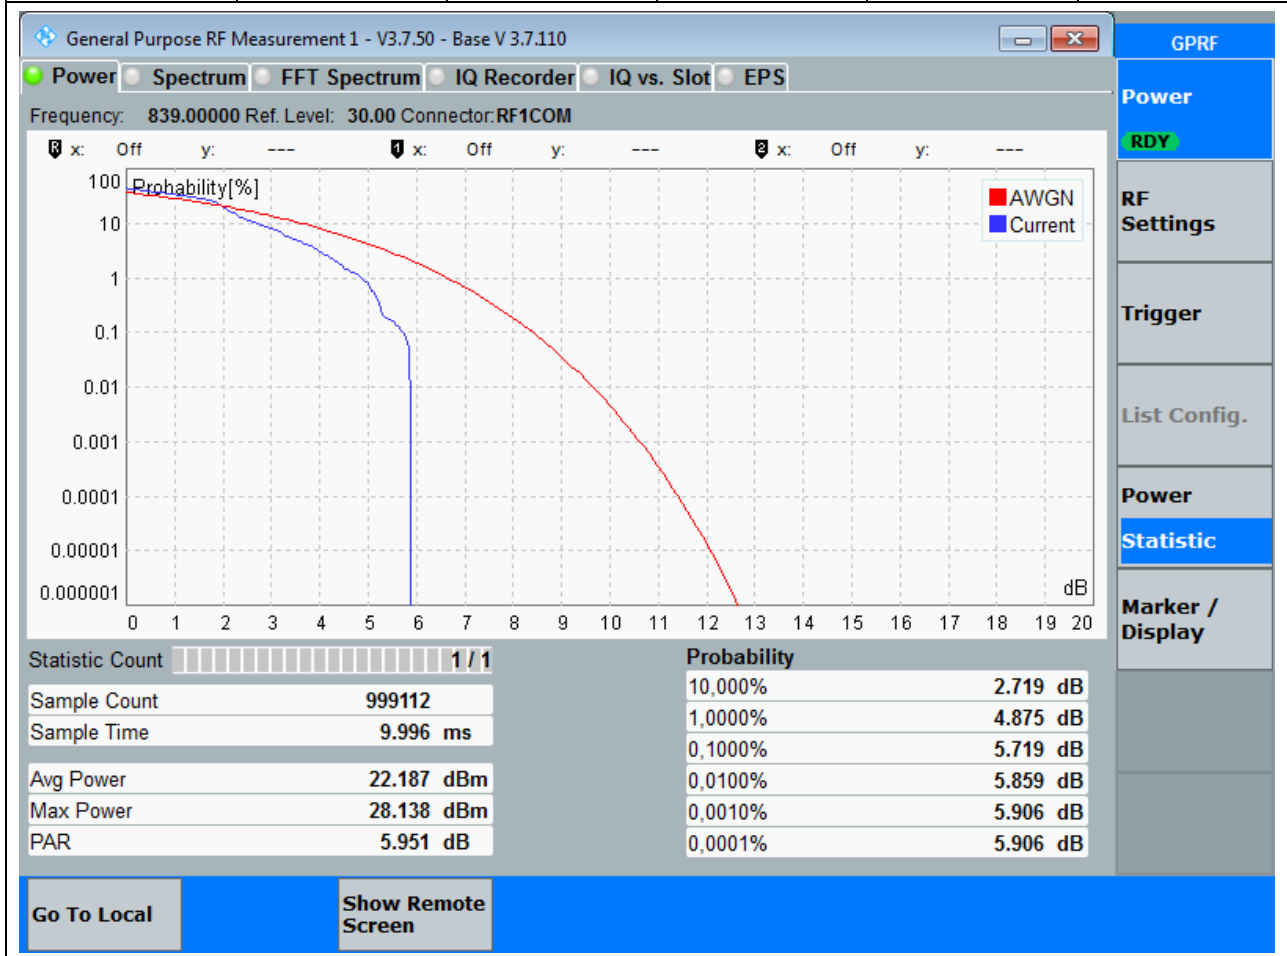 General Purpose RF Measurement 1 - V3.7.50 - Base V 3.7.110
GPRF
Power Spectrum FFT Spectrum IQ Recorder IQ vs. Slot EPS
Frequency: 839.00000 Ref. Level: 30.00 Connector: RF1COM
R x: Off y: --- 1 x: Off y: --- 2 x: Off y: ---
Probability[%]
100
10
1
0.1
0.01
0.001
0.0001
0.00001
0.000001
AWGN
Current
dB
0 1 2 3 4 5 6 7 8 9 10 11 12 13 14 15 16 17 18 19 20
Statistic Count 1 / 1
Sample Count 999112
Sample Time 9.996 ms
Avg Power 22.187 dBm
Max Power 28.138 dBm
PAR 5.951 dB
Probability
10,000% 2.719 dB
1,0000% 4.875 dB
0,1000% 5.719 dB
0,0100% 5.859 dB
0,0010% 5.906 dB
0,0001% 5.906 dB
Power
RDY
RF
Settings
Trigger
List Config.
Power
Statistic
Marker /
Display
Go To Local
Show Remote
Screen